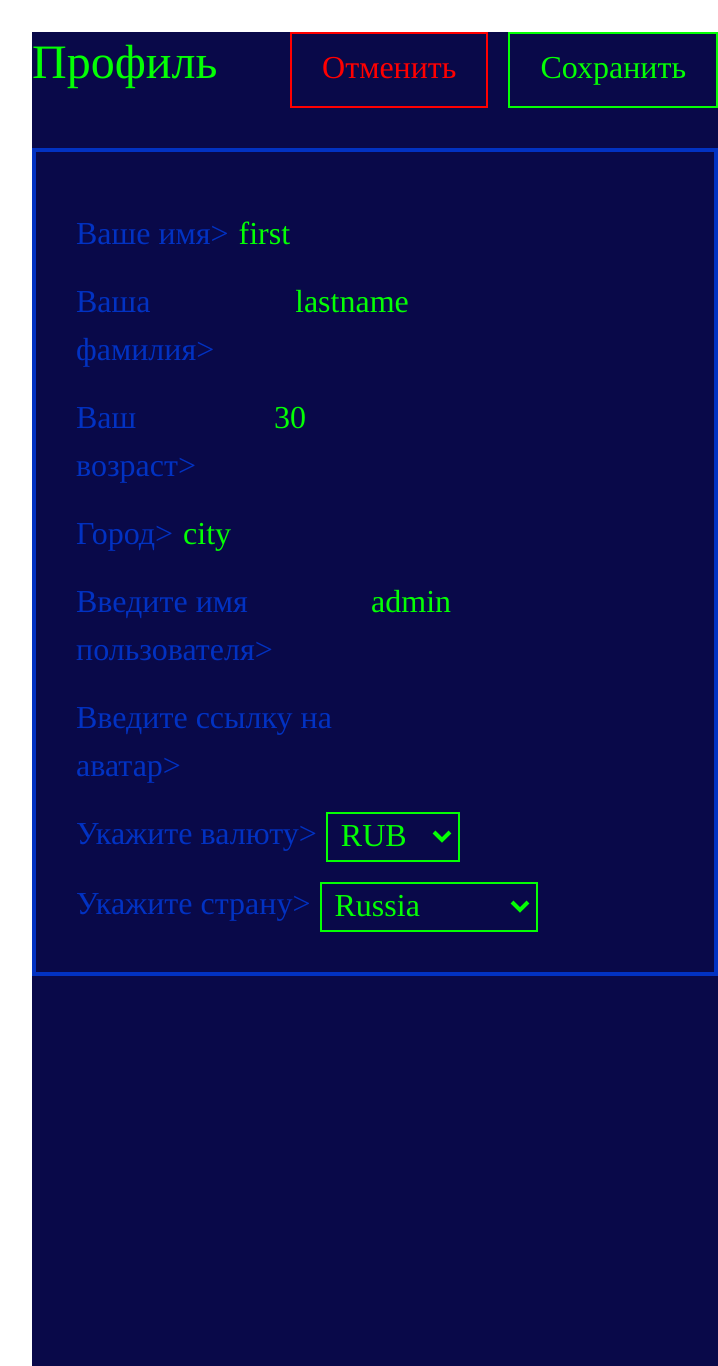 Профиль Отменить Сохранить
Ваше имя> first
Ваша lastname
фамилия>
Ваш 30
возраст>
Город> city
Введите имя admin
пользователя>
Введите ссылку на
аватар>
Укажите валюту> RUB
Укажите страну> Russia